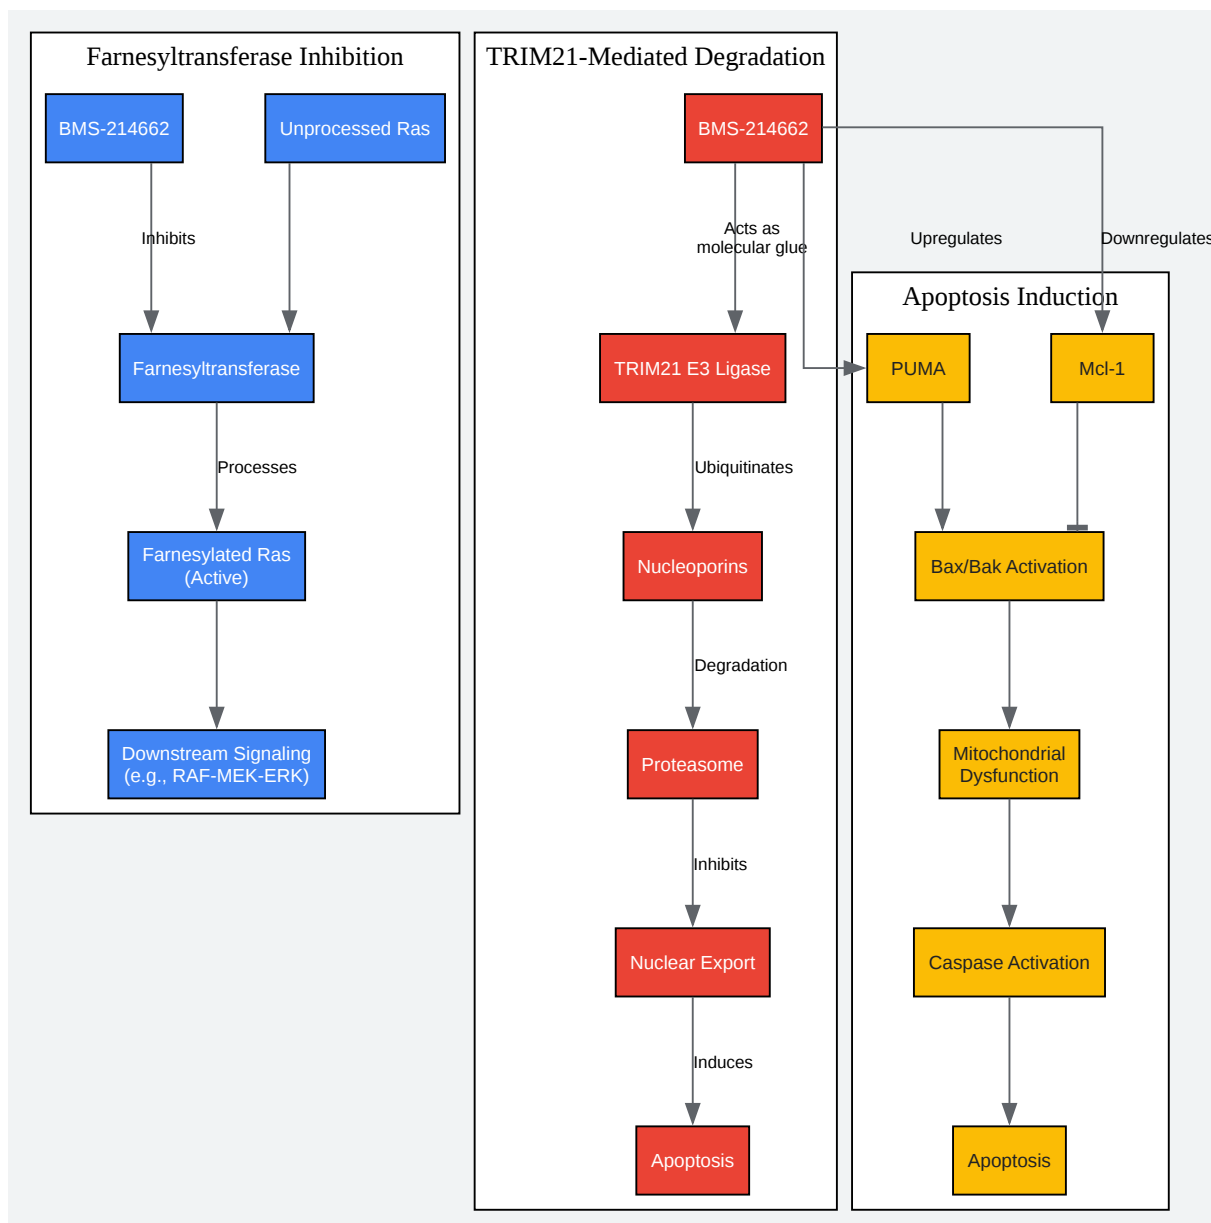 Farnesyltransferase Inhibition
BMS-214662
Unprocessed Ras
Inhibits
Farnesyltransferase
Processes
Farnesylated Ras
(Active)
Downstream Signaling
(e.g., RAF-MEK-ERK)
TRIM21-Mediated Degradation
BMS-214662
Acts as
molecular glue
TRIM21 E3 Ligase
Ubiquitinates
Nucleoporins
Degradation
Proteasome
Inhibits
Nuclear Export
Induces
Apoptosis
Upregulates
Downregulates
Apoptosis Induction
PUMA
Mcl-1
Bax/Bak Activation
Mitochondrial
Dysfunction
Caspase Activation
Apoptosis